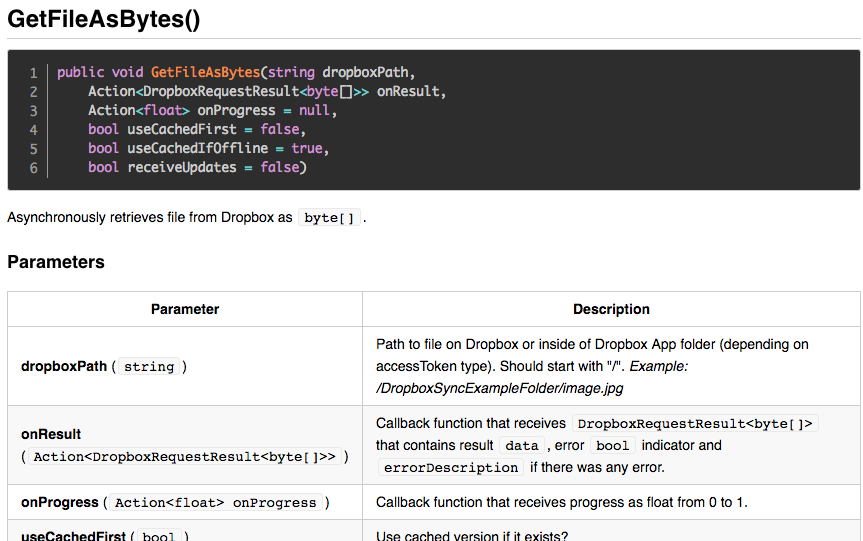 GetFileAsBytes()
1 public void GetFileAsBytes(string dropboxPath,
2 Action<DropboxRequestResult<byte[]>> onResult,
3 Action<float> onProgress = null,
4 bool useCachedFirst = false,
5 bool useCachedIfOffline = true,
6 bool receiveUpdates = false)
Asynchronously retrieves file from Dropbox as byte[] .
Parameters
Parameter Description
dropboxPath ( string )
Path to file on Dropbox or inside of Dropbox App folder (depending on
accessToken type). Should start with "/". Example:
/DropboxSyncExampleFolder/image.jpg
onResult
( Action<DropboxRequestResult<byte[]>> )
Callback function that receives DropboxRequestResult<byte[]>
that contains result data , error bool indicator and
errorDescription if there was any error.
onProgress ( Action<float> onProgress )
Callback function that receives progress as float from 0 to 1.
useCachedFirst ( bool )
Use cached version if it exists?